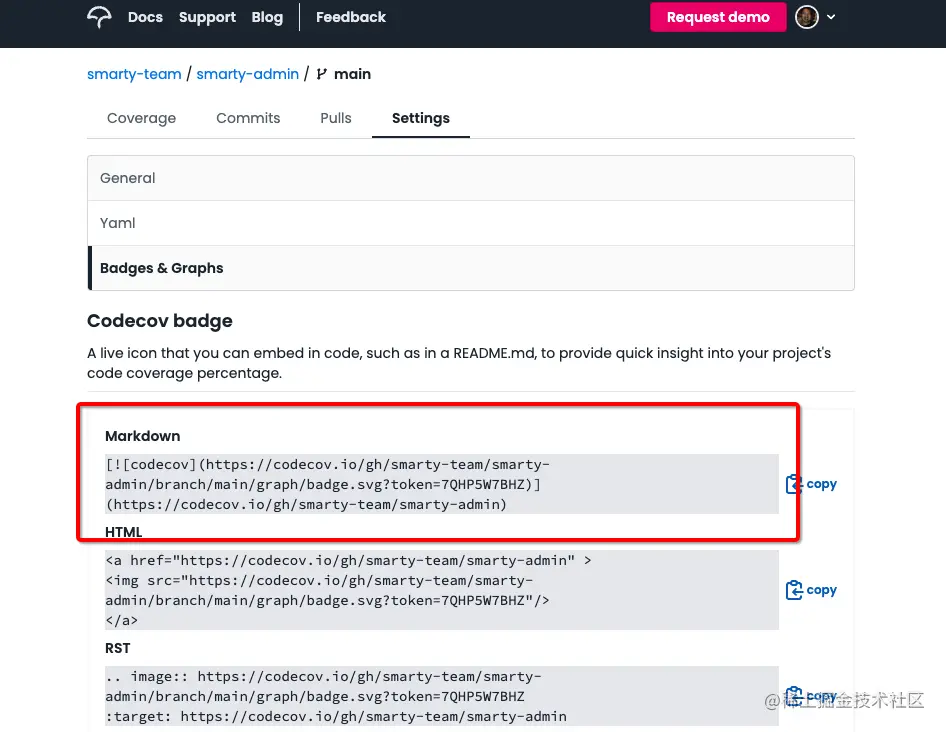 Docs Support Blog Feedback Request demo
smarty-team / smarty-admin / main
Coverage Commits Pulls Settings
General
Yaml
Badges & Graphs
Codecov badge
A live icon that you can embed in code, such as in a README.md, to provide quick insight into your project's
code coverage percentage.
Markdown
[![codecov](https://codecov.io/gh/smarty-team/smarty-
admin/branch/main/graph/badge.svg?token=7QHP5W7BHZ)]
(https://codecov.io/gh/smarty-team/smarty-admin)
copy
HTML
<a href="https://codecov.io/gh/smarty-team/smarty-admin" >
<img src="https://codecov.io/gh/smarty-team/smarty-
admin/branch/main/graph/badge.svg?token=7QHP5W7BHZ"/>
</a>
copy
RST
.. image:: https://codecov.io/gh/smarty-team/smarty-
admin/branch/main/graph/badge.svg?token=7QHP5W7BHZ
:target: https://codecov.io/gh/smarty-team/smarty-admin
copy
@稀土掘金技术社区